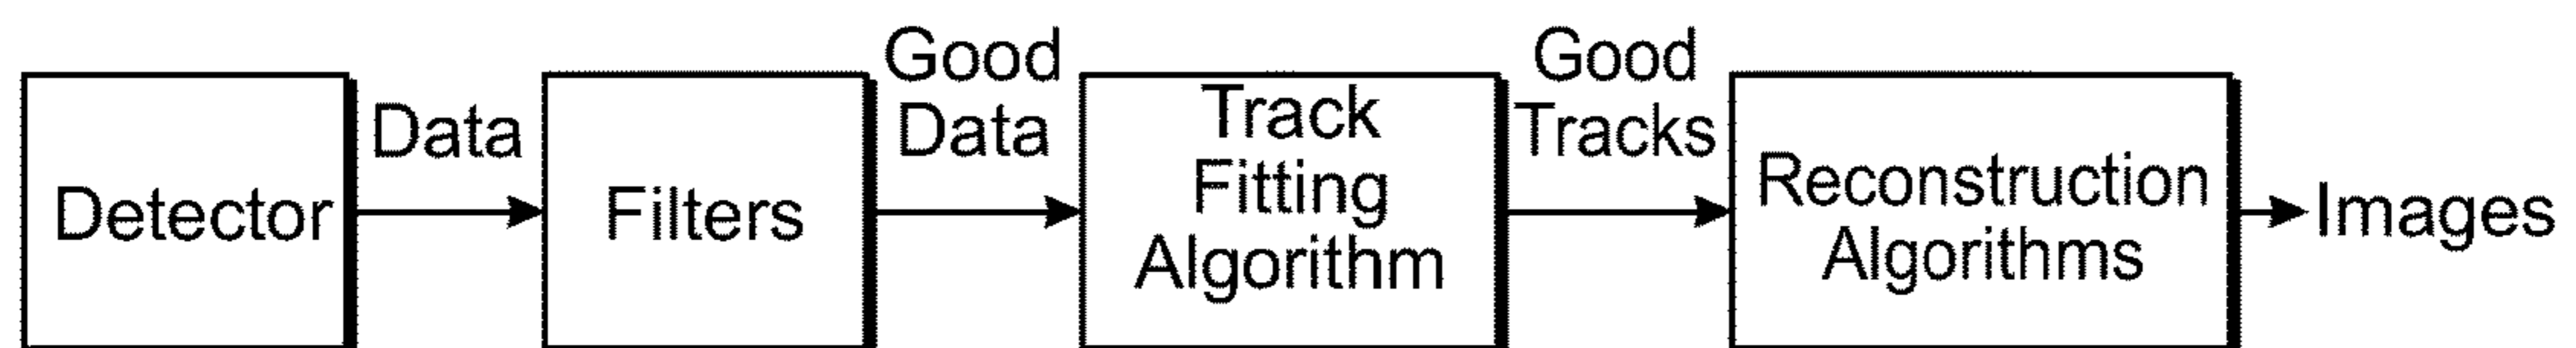 Detector
Data
Filters
Good
Data
Track
Fitting
Algorithm
Good
Tracks
Reconstruction
Algorithms
Images